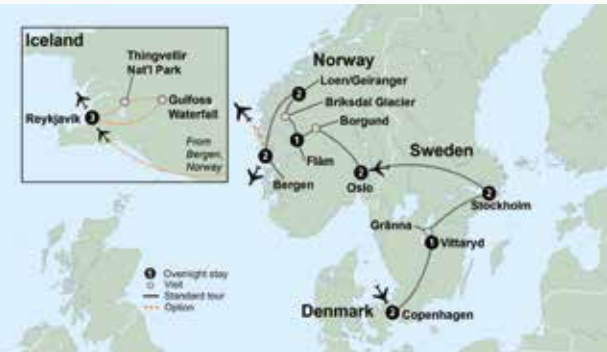 Iceland
Thingvellir
Nat'l Park
Gulfoss
Waterfall
Reykjavik
3
From
Bergen,
Norway
Norway
2
Loen/Geiranger
Briksdal Glacier
Borgund
1
Flåm
2
Bergen
2
Oslo
Sweden
2
Stockholm
Gränna
1
Vittaryd
Denmark
2
Copenhagen
1 Overnight stay
Visit
Standard tour
Option